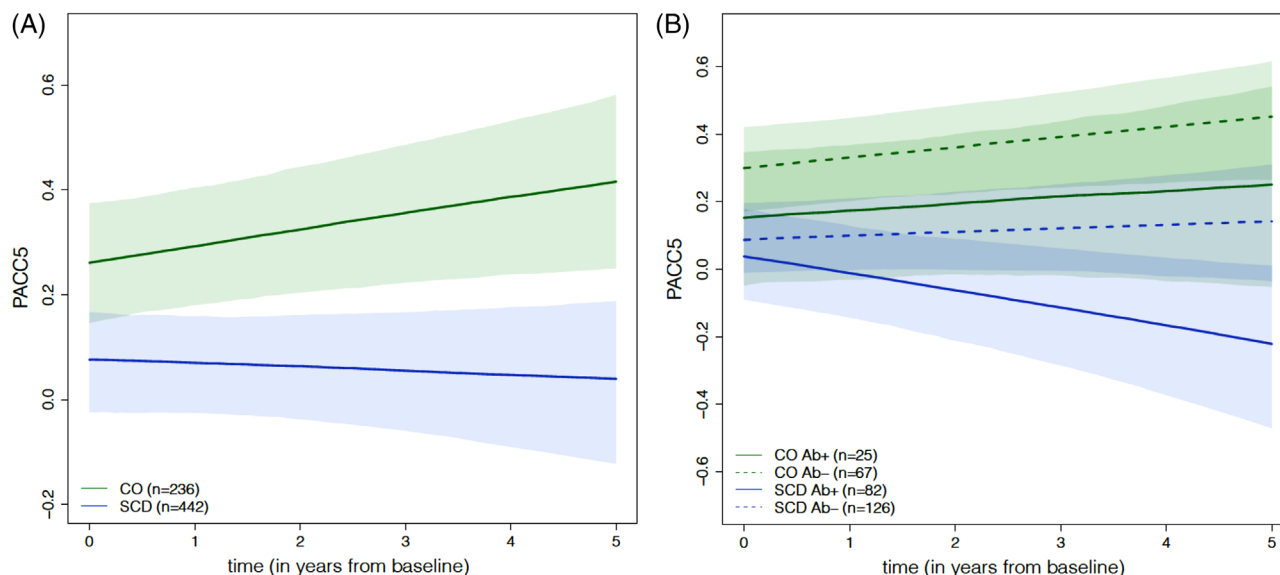 (A)
PACC5
0.6
0.4
0.2
0.0
−0.2
CO (n=236)
SCD (n=442)
0 1 2 3 4 5
time (in years from baseline)
(B)
PACC5
0.6
0.4
0.2
0.0
−0.2
−0.4
−0.6
CO Ab+ (n=25)
CO Ab− (n=67)
SCD Ab+ (n=82)
SCD Ab− (n=126)
0 1 2 3 4 5
time (in years from baseline)